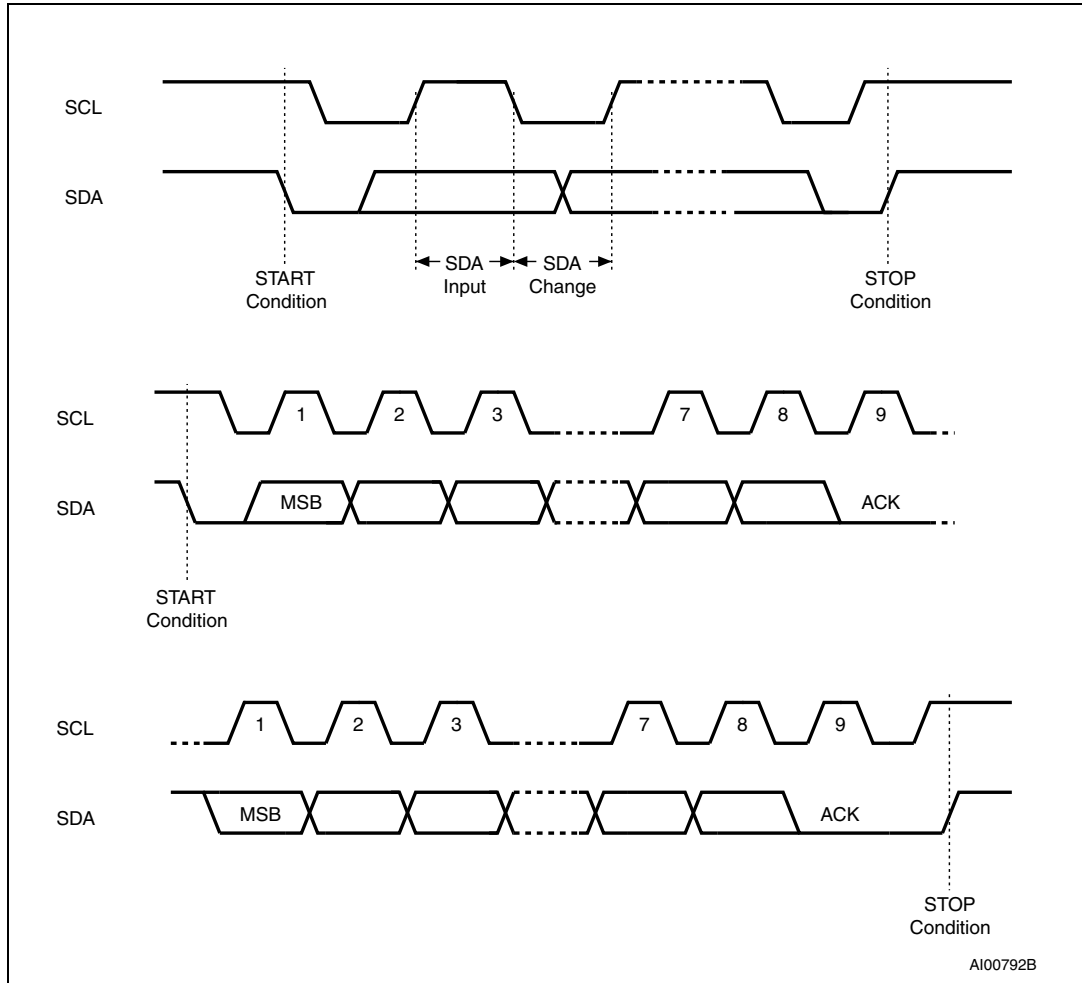 SCL
SDA
SDA Input
SDA Change
START Condition
STOP Condition
SCL
1 2 3 7 8 9
SDA
MSB ACK
START Condition
SCL
1 2 3 7 8 9
SDA
MSB ACK
STOP Condition
AI00792B